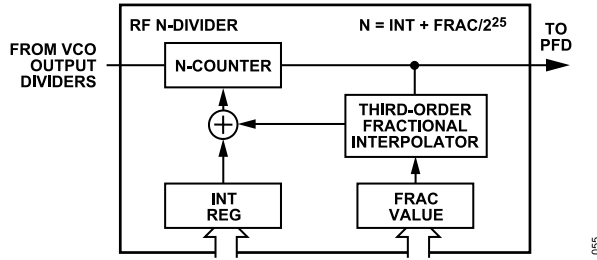 RF N-DIVIDER
N = INT + FRAC/2²⁵
TO
PFD
FROM VCO
OUTPUT
DIVIDERS
N-COUNTER
+
THIRD-ORDER
FRACTIONAL
INTERPOLATOR
INT
REG
FRAC
VALUE
055